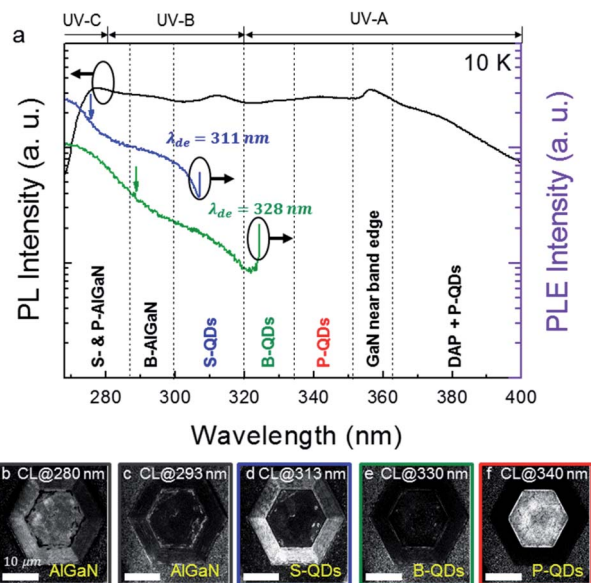 UV-C UV-B UV-A
a
10 K
λde = 311 nm
λde = 328 nm
PL Intensity (a. u.)
PLE Intensity (a. u.)
S- & P-AlGaN
B-AlGaN
S-QDs
B-QDs
P-QDs
GaN near band edge
DAP + P-QDs
280 300 320 340 360 380 400
Wavelength (nm)
b CL@280 nm
10 μm
AlGaN
c CL@293 nm
AlGaN
d CL@313 nm
S-QDs
e CL@330 nm
B-QDs
f CL@340 nm
P-QDs